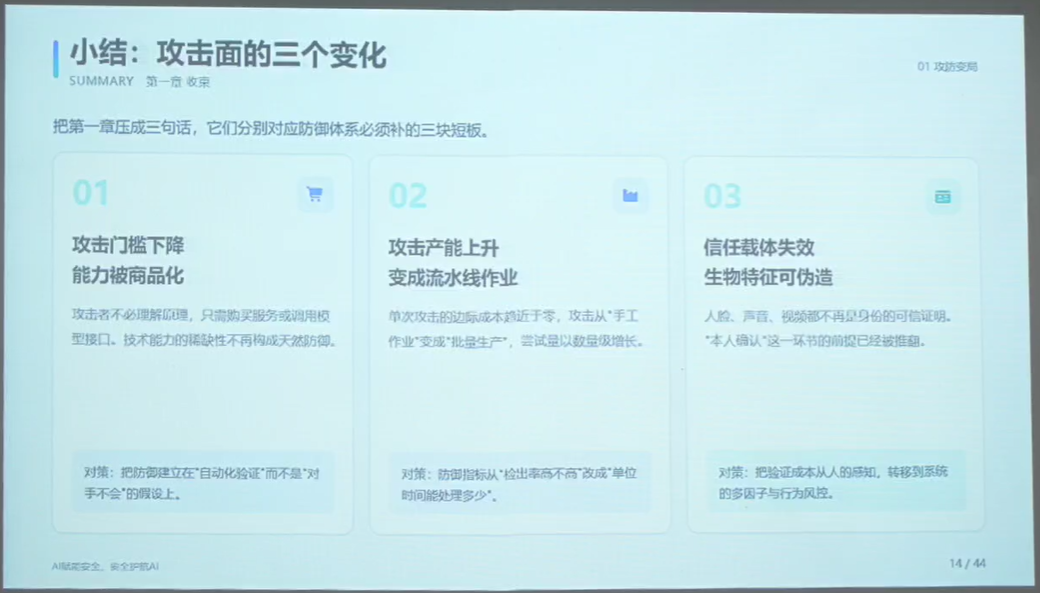 小结：攻击面的三个变化
SUMMARY 第一章 收束
01 攻防变局
把第一章压成三句话，它们分别对应防御体系必须补的三块短板。
01
攻击门槛下降
能力被商品化
攻击者不必理解原理，只需购买服务或调用模
型接口。技术能力的稀缺性不再构成天然防御。
对策：把防御建立在"自动化验证"而不是"对
手不会"的假设上。
02
攻击产能上升
变成流水线作业
单次攻击的边际成本趋近于零，攻击从"手工
作业"变成"批量生产"，尝试量以数量级增长。
对策：防御指标从"检出率高不高"改成"单位
时间能处理多少"。
03
信任载体失效
生物特征可伪造
人脸、声音、视频都不再是身份的可信证明。
"本人确认"这一环节的前提已经被推翻。
对策：把验证成本从人的感知，转移到系统
的多因子与行为风控。
AI赋能安全，安全护航AI
14 / 44